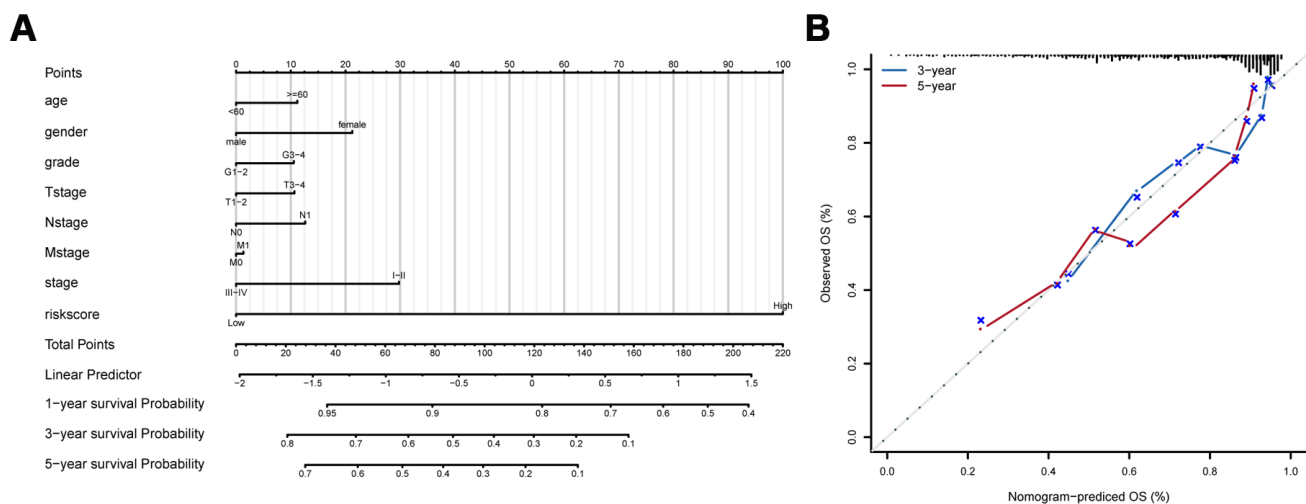 A
Points
0 10 20 30 40 50 60 70 80 90 100
age
>=60
<60
gender
female
male
grade
G3−4
G1−2
Tstage
T3−4
T1−2
Nstage
N1
N0
Mstage
M1
M0
stage
I−II
III−IV
riskscore
High
Low
Total Points
0 20 40 60 80 100 120 140 160 180 200 220
Linear Predictor
−2 −1.5 −1 −0.5 0 0.5 1 1.5
1−year survival Probability
0.95 0.9 0.8 0.7 0.6 0.5 0.4
3−year survival Probability
0.8 0.7 0.6 0.5 0.4 0.3 0.2 0.1
5−year survival Probability
0.7 0.6 0.5 0.4 0.3 0.2 0.1
B
3−year
5−year
Observed OS (%)
1.0
0.8
0.6
0.4
0.2
0.0
0.0 0.2 0.4 0.6 0.8 1.0
Nomogram−prediced OS (%)